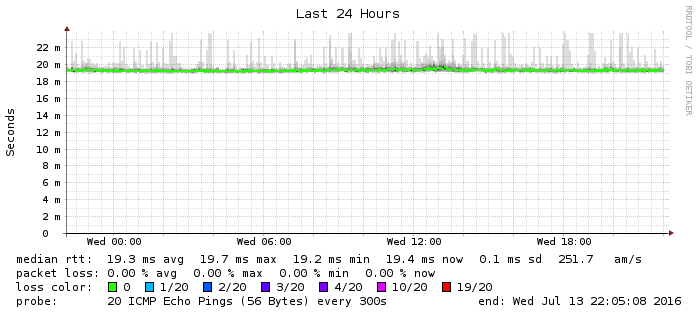 Last 24 Hours
RRDTOOL / TOBI OETIKER
Seconds
22 m
20 m
18 m
16 m
14 m
12 m
10 m
8 m
6 m
4 m
2 m
0
Wed 00:00 Wed 06:00 Wed 12:00 Wed 18:00
median rtt: 19.3 ms avg 19.7 ms max 19.2 ms min 19.4 ms now 0.1 ms sd 251.7 am/s
packet loss: 0.00 % avg 0.00 % max 0.00 % min 0.00 % now
loss color: 0 1/20 2/20 3/20 4/20 10/20 19/20
probe: 20 ICMP Echo Pings (56 Bytes) every 300s end: Wed Jul 13 22:05:08 2016